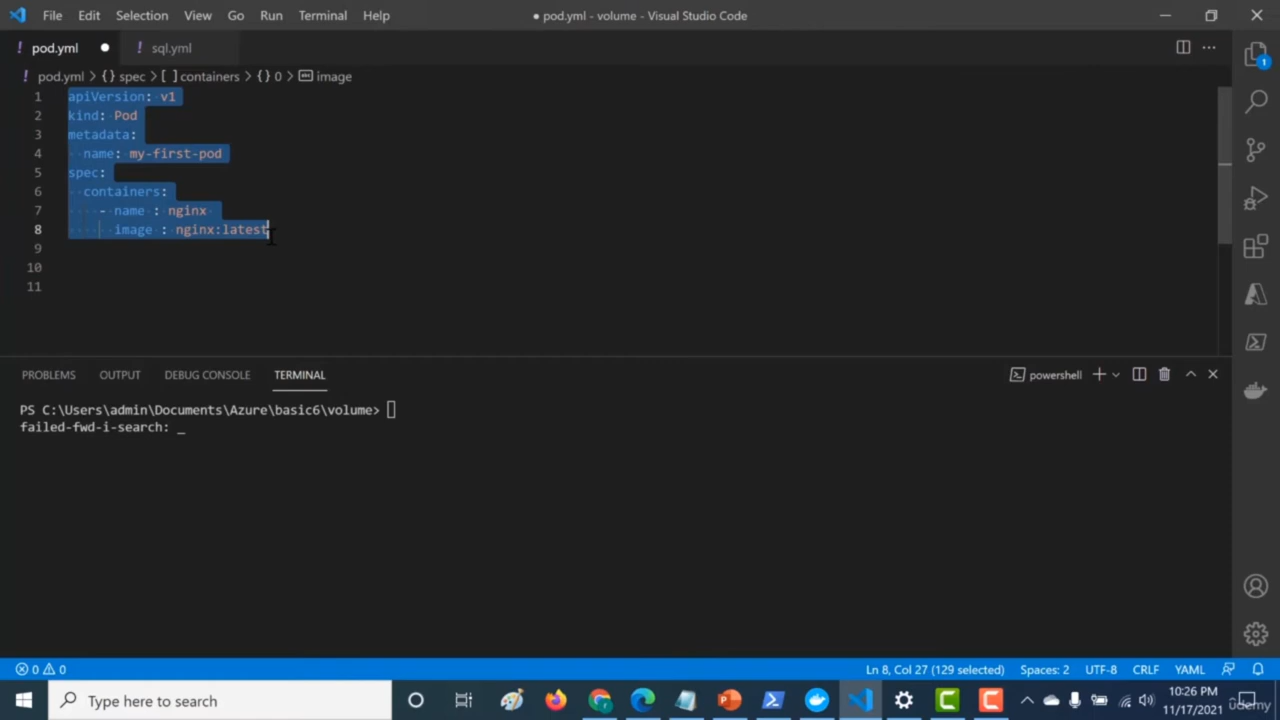 File Edit Selection View Go Run Terminal Help ● pod.yml - volume - Visual Studio Code
! pod.yml ● ! sql.yml
! pod.yml > {} spec > [ ] containers > {} 0 > abc image
1 apiVersion: v1
2 kind: Pod
3 metadata:
4 name: my-first-pod
5 spec:
6 containers:
7 - name : nginx
8 image : nginx:latest
9
10
11
1
PROBLEMS OUTPUT DEBUG CONSOLE TERMINAL powershell
PS C:\Users\admin\Documents\Azure\basic6\volume>
failed-fwd-i-search: _
0 0 Ln 8, Col 27 (129 selected) Spaces: 2 UTF-8 CRLF YAML
Type here to search 10:26 PM
11/17/2021
udemy